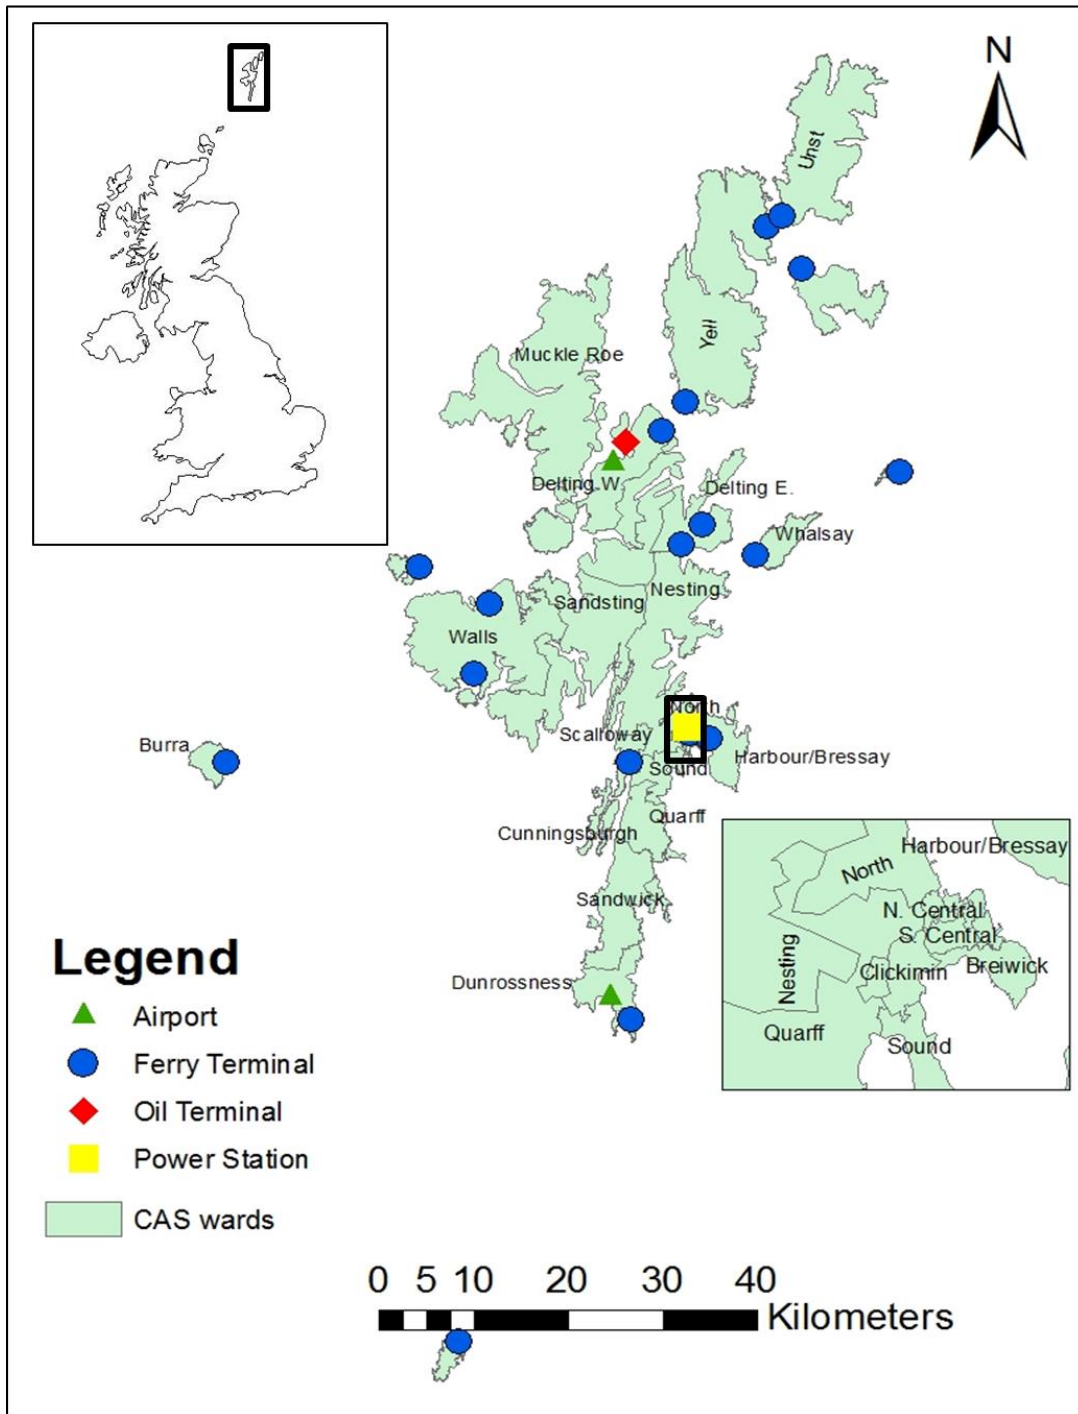 N
Unst
Yell
Muckle Roe
Delting W.
Delting E.
Whalsay
Nesting
Sandsting
Walls
North
Scalloway
Burra
Harbour/Bressay
Sound
Quarff
Cunningsburgh
Sandwick
Dunrossness
Harbour/Bressay
North
N. Central
S. Central
Nesting
Clickimin
Breiwick
Quarff
Sound
Legend
Airport
Ferry Terminal
Oil Terminal
Power Station
CAS wards
0 5 10 20 30 40
Kilometers